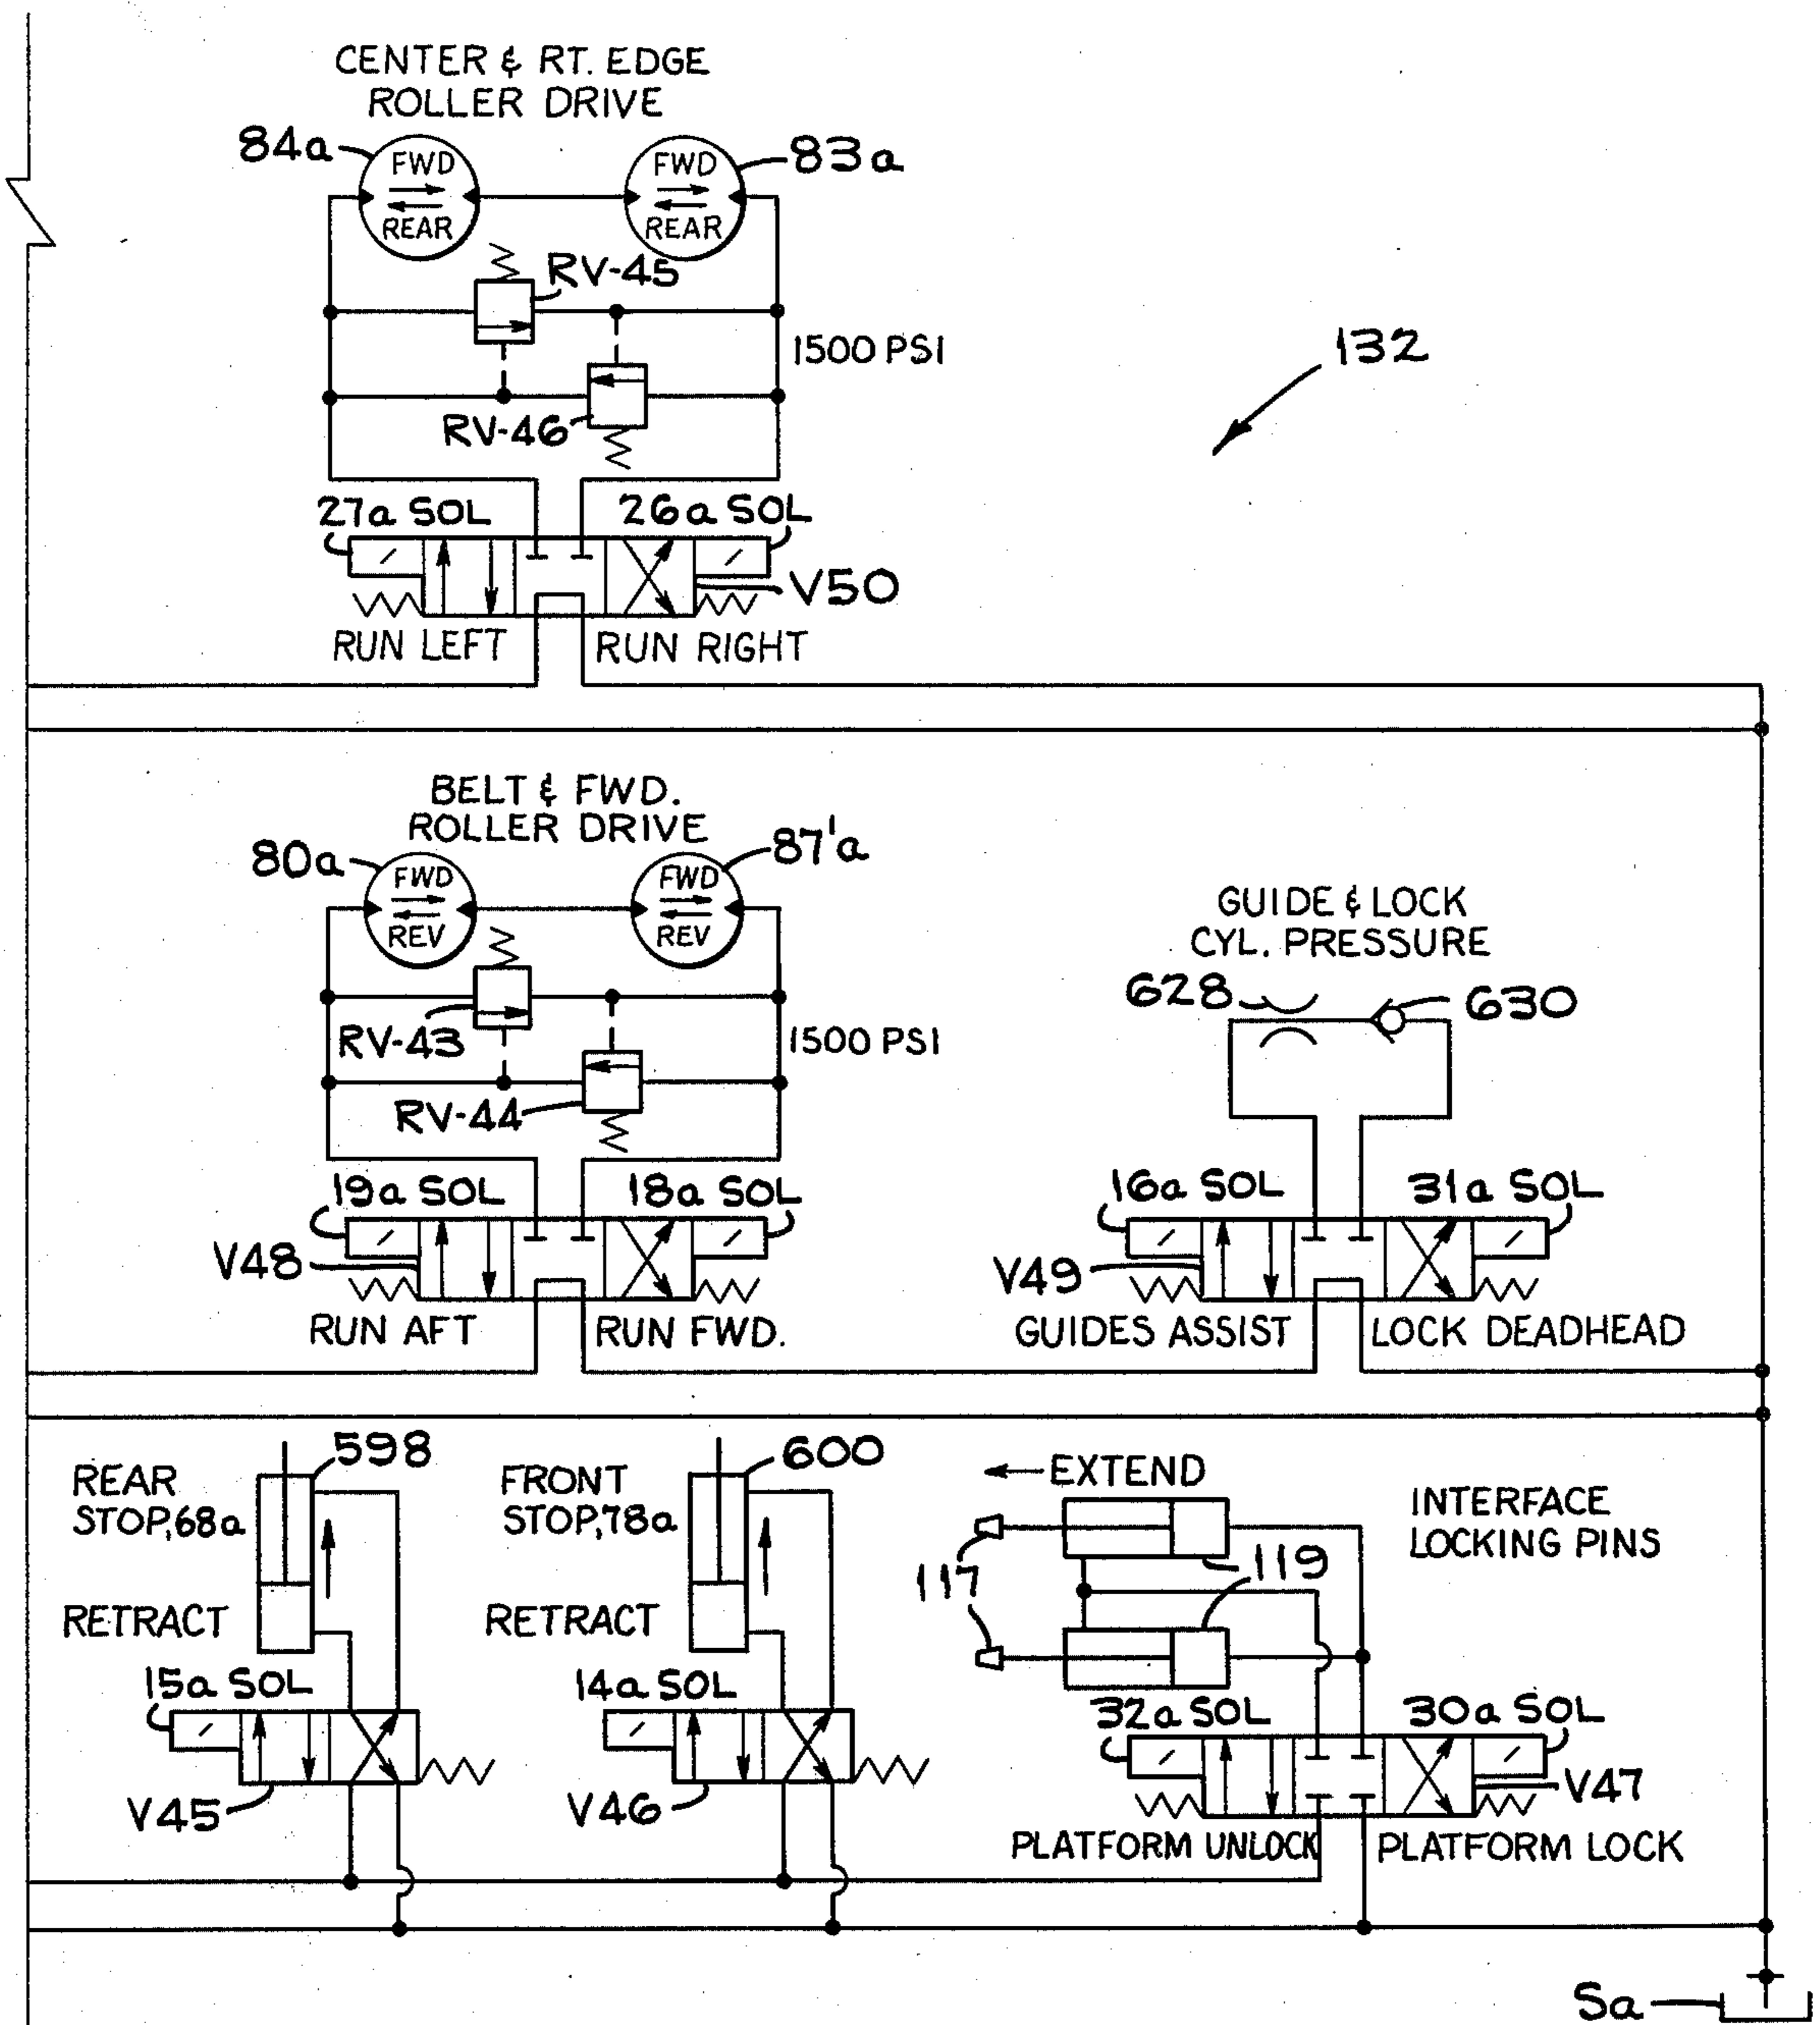 CENTER & RT. EDGE
ROLLER DRIVE
84a
83a
FWD
REAR
FWD
REAR
RV-45
1500 PSI
132
RV-46
27a SOL
26a SOL
V50
RUN LEFT
RUN RIGHT
BELT & FWD.
ROLLER DRIVE
80a
87'a
FWD
REV
FWD
REV
RV-43
1500 PSI
RV-44
GUIDE & LOCK
CYL. PRESSURE
628
630
19a SOL
18a SOL
16a SOL
31a SOL
V48
V49
RUN AFT
RUN FWD.
GUIDES ASSIST
LOCK DEADHEAD
598
REAR
STOP,68a
RETRACT
600
FRONT
STOP,78a
RETRACT
EXTEND
INTERFACE
LOCKING PINS
117
119
15a SOL
14a SOL
32a SOL
30a SOL
V45
V46
V47
PLATFORM UNLOCK
PLATFORM LOCK
Sa